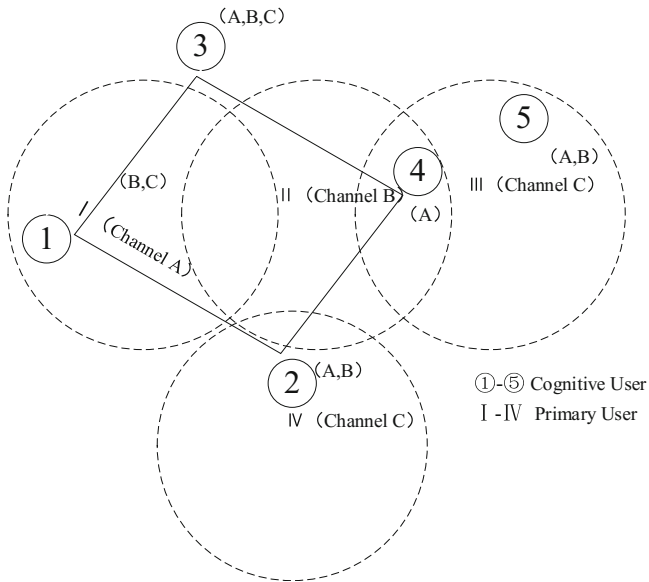 (A,B,C)
3
5
(A,B)
4
(B,C)
Ⅰ
Ⅱ (Channel B)
Ⅲ (Channel C)
(A)
1
(Channel A)
2
(A,B)
Ⅳ (Channel C)
①-⑤ Cognitive User
Ⅰ-Ⅳ Primary User